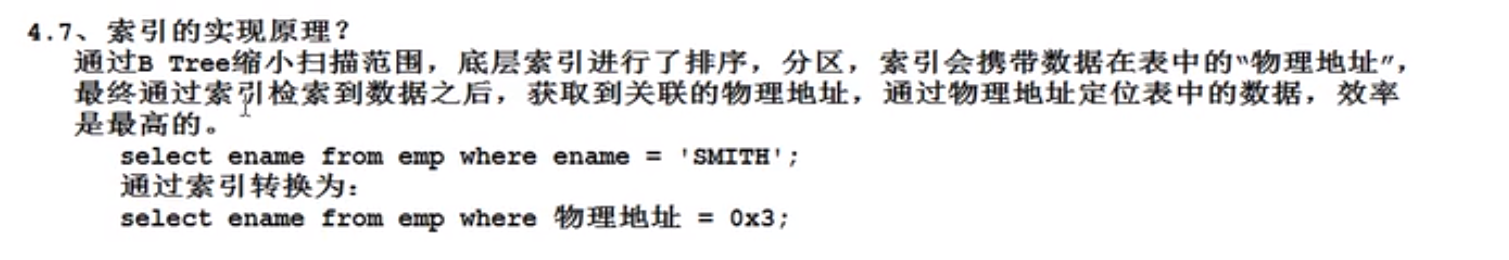 4.7、索引的实现原理？
通过B Tree缩小扫描范围，底层索引进行了排序，分区，索引会携带数据在表中的“物理地址”，
最终通过索引检索到数据之后，获取到关联的物理地址，通过物理地址定位表中的数据，效率
是最高的。
select ename from emp where ename = 'SMITH';
通过索引转换为：
select ename from emp where 物理地址 = 0x3;